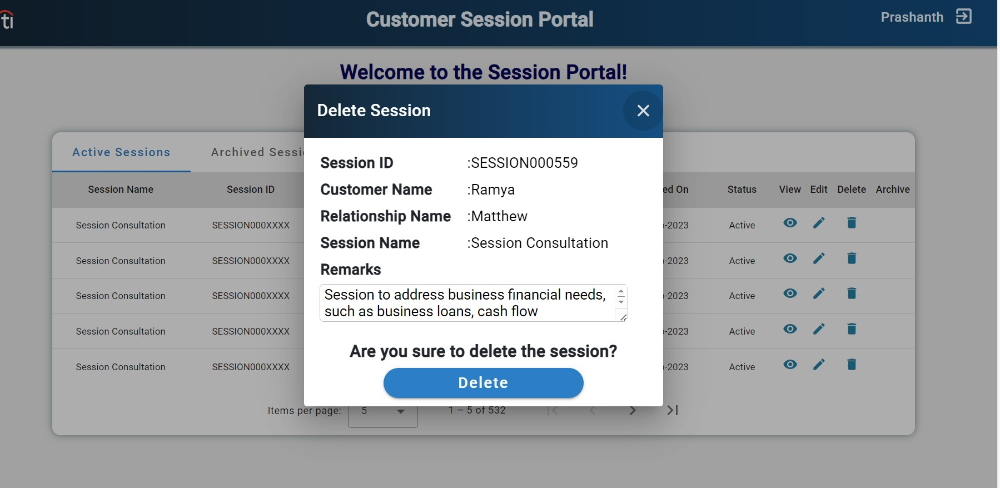 ti
Customer Session Portal
Prashanth
Welcome to the Session Portal!
Delete Session
Session ID :SESSION000559
Customer Name :Ramya
Relationship Name :Matthew
Session Name :Session Consultation
Remarks
Session to address business financial needs,
such as business loans, cash flow
Are you sure to delete the session?
Delete
Active Sessions Archived Sessi
Session Name Session ID ed On Status View Edit Delete Archive
Session Consultation SESSION000XXXX -2023 Active
Session Consultation SESSION000XXXX -2023 Active
Session Consultation SESSION000XXXX -2023 Active
Session Consultation SESSION000XXXX -2023 Active
Session Consultation SESSION000XXXX -2023 Active
Items per page: 5 1 – 5 of 532